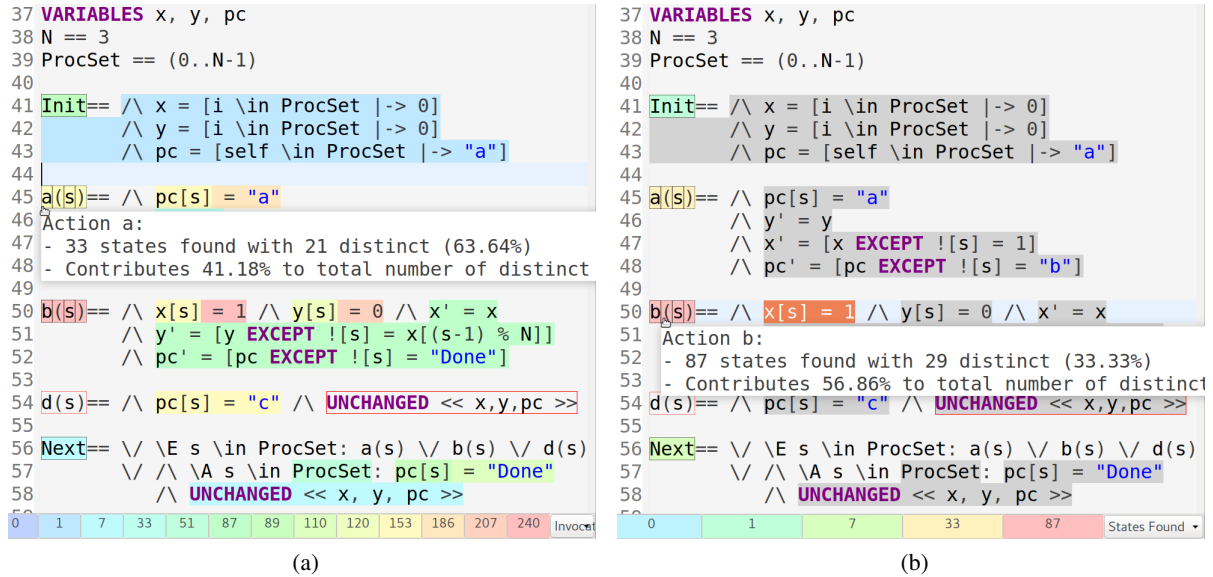 37 VARIABLES x, y, pc
38 N == 3
39 ProcSet == (0..N-1)
40
41 Init== /\ x = [i \in ProcSet |-> 0]
42 /\ y = [i \in ProcSet |-> 0]
43 /\ pc = [self \in ProcSet |-> "a"]
44
45 a(s)== /\ pc[s] = "a"
46 Action a:
47 - 33 states found with 21 distinct (63.64%)
48 - Contributes 41.18% to total number of distinct
49
50 b(s)== /\ x[s] = 1 /\ y[s] = 0 /\ x' = x
51 /\ y' = [y EXCEPT ![s] = x[(s-1) % N]]
52 /\ pc' = [pc EXCEPT ![s] = "Done"]
53
54 d(s)== /\ pc[s] = "c" /\ UNCHANGED << x,y,pc >>
55
56 Next== \/ \E s \in ProcSet: a(s) \/ b(s) \/ d(s)
57 \/ /\ \A s \in ProcSet: pc[s] = "Done"
58 /\ UNCHANGED << x, y, pc >>
0 1 7 33 51 87 89 110 120 153 186 207 240 Invocat
(a)
37 VARIABLES x, y, pc
38 N == 3
39 ProcSet == (0..N-1)
40
41 Init== /\ x = [i \in ProcSet |-> 0]
42 /\ y = [i \in ProcSet |-> 0]
43 /\ pc = [self \in ProcSet |-> "a"]
44
45 a(s)== /\ pc[s] = "a"
46 /\ y' = y
47 /\ x' = [x EXCEPT ![s] = 1]
48 /\ pc' = [pc EXCEPT ![s] = "b"]
49
50 b(s)== /\ x[s] = 1 /\ y[s] = 0 /\ x' = x
51 Action b:
52 - 87 states found with 29 distinct (33.33%)
53 - Contributes 56.86% to total number of distinct
54 d(s)== /\ pc[s] = "c" /\ UNCHANGED << x,y,pc >>
55
56 Next== \/ \E s \in ProcSet: a(s) \/ b(s) \/ d(s)
57 \/ /\ \A s \in ProcSet: pc[s] = "Done"
58 /\ UNCHANGED << x, y, pc >>
0 1 7 33 87 States Found
(b)